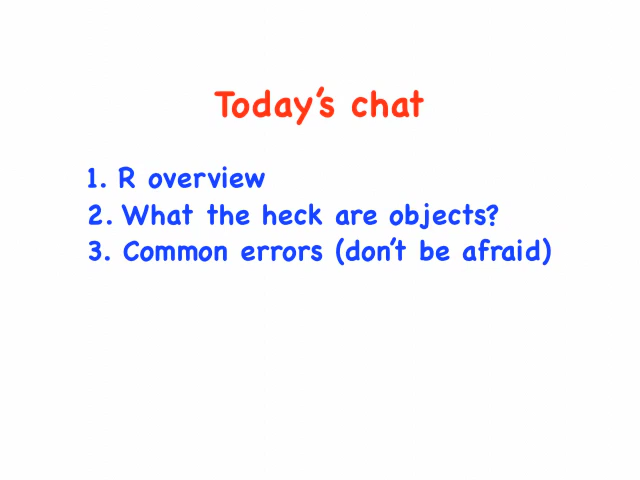 Today's chat
1. R overview
2. What the heck are objects?
3. Common errors (don't be afraid)